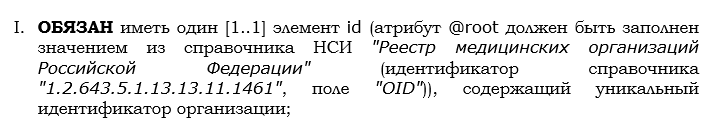 I. ОБЯЗАН иметь один [1..1] элемент id (атрибут @root должен быть заполнен
значением из справочника НСИ "Реестр медицинских организаций
Российской Федерации" (идентификатор справочника
"1.2.643.5.1.13.13.11.1461", поле "OID")), содержащий уникальный
идентификатор организации;